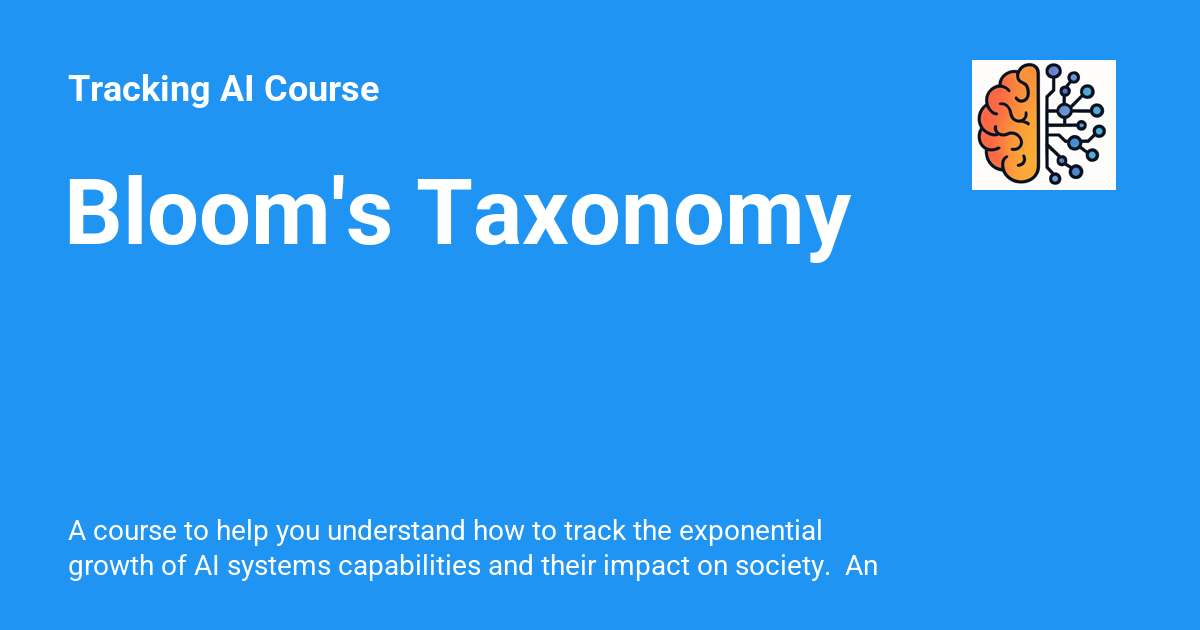 Tracking AI Course
Bloom's Taxonomy
A course to help you understand how to track the exponential
growth of AI systems capabilities and their impact on society.  An